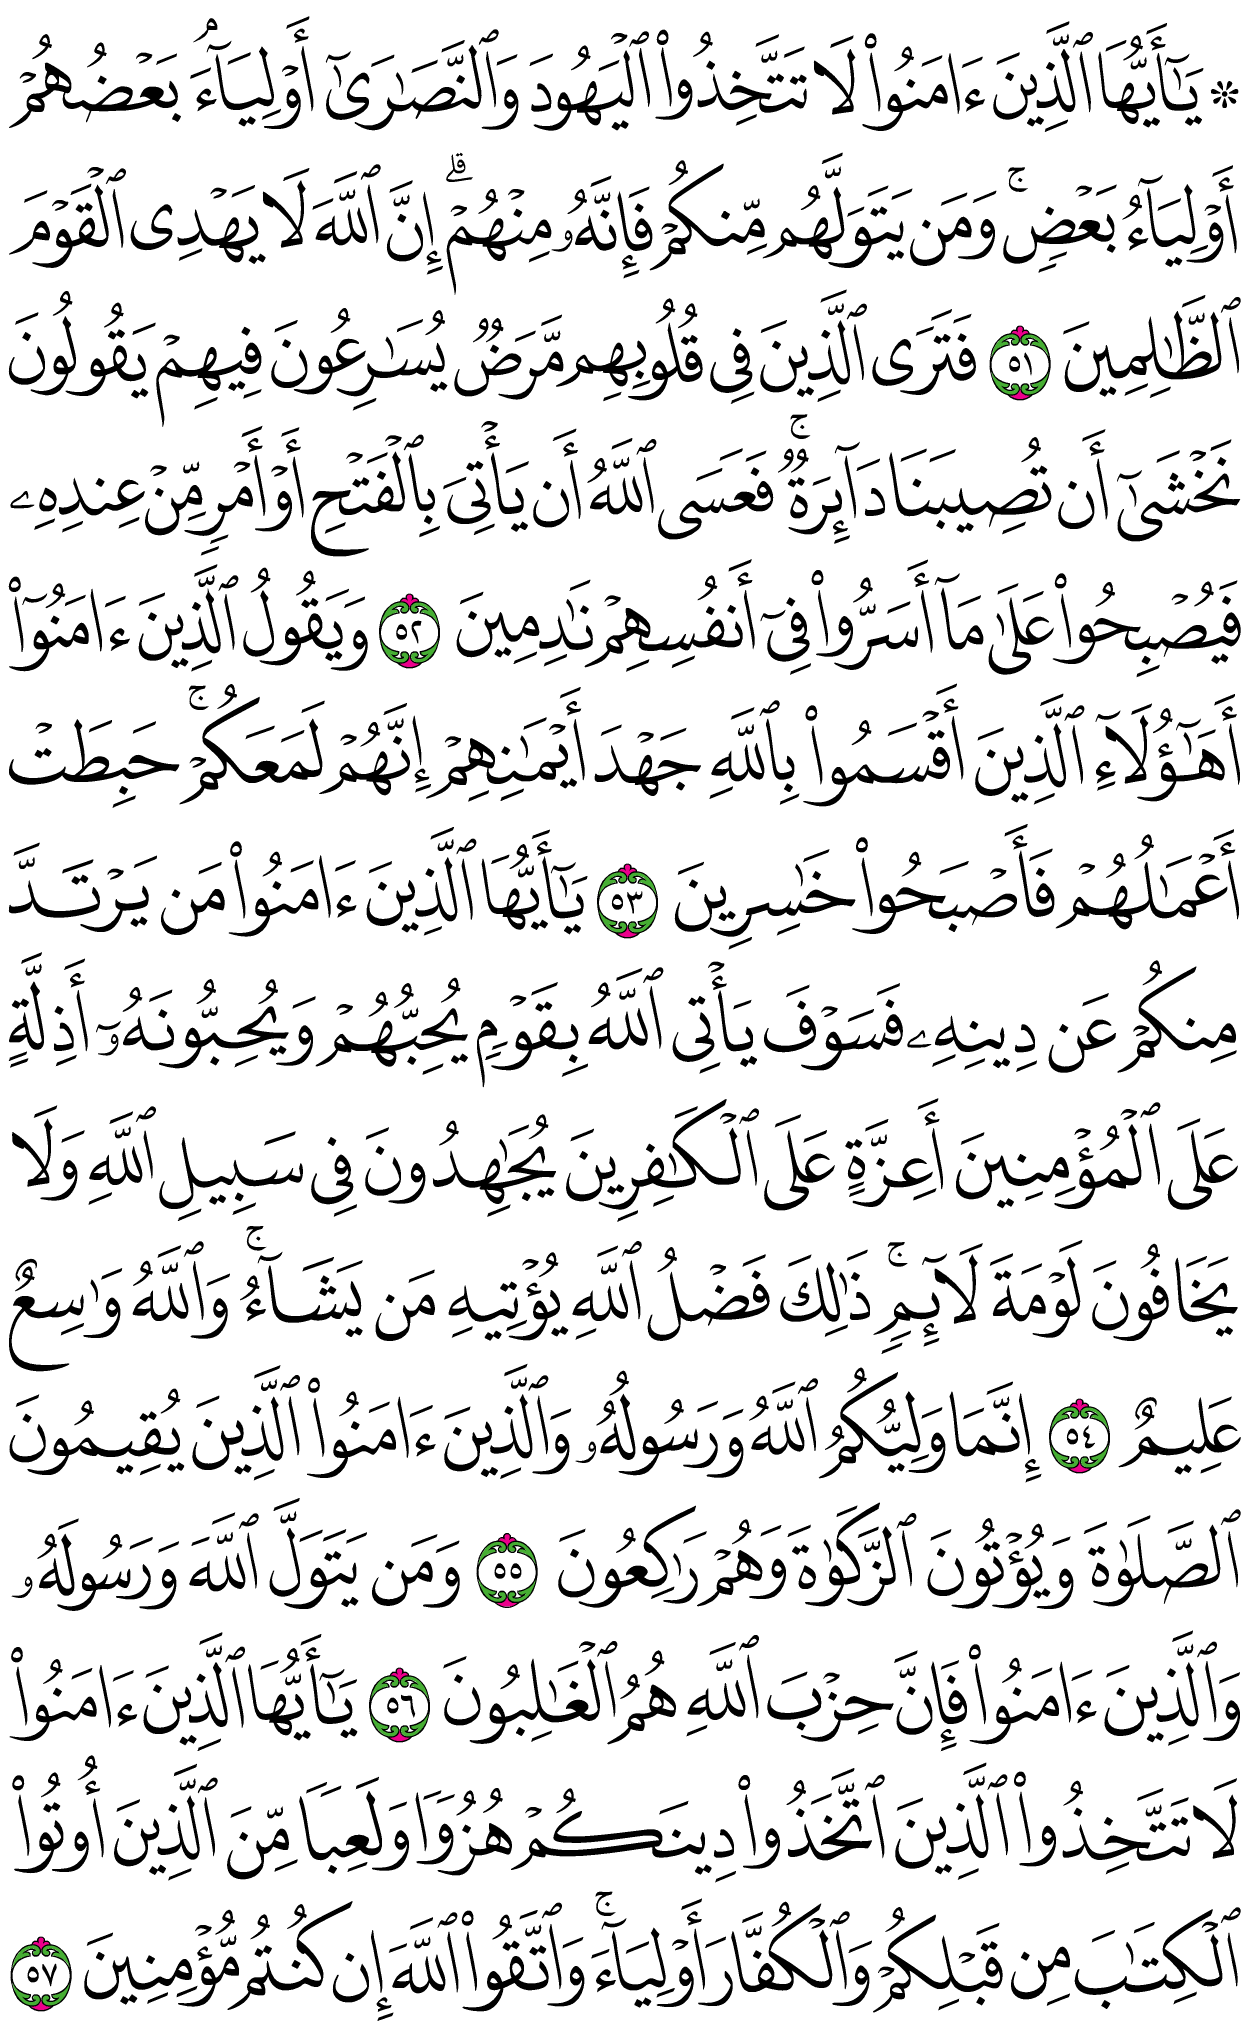 ۞ يَٰٓأَيُّهَا ٱلَّذِينَ ءَامَنُوا۟ لَا تَتَّخِذُوا۟ ٱلۡيَهُودَ وَٱلنَّصَٰرَىٰٓ أَوۡلِيَآءَۘ بَعۡضُهُمۡ
أَوۡلِيَآءُ بَعۡضٖۚ وَمَن يَتَوَلَّهُم مِّنكُمۡ فَإِنَّهُۥ مِنۡهُمۡۗ إِنَّ ٱللَّهَ لَا يَهۡدِى ٱلۡقَوۡمَ
ٱلظَّٰلِمِينَ ٥١ فَتَرَى ٱلَّذِينَ فِى قُلُوبِهِم مَّرَضٞ يُسَٰرِعُونَ فِيهِمۡ يَقُولُونَ
نَخۡشَىٰٓ أَن تُصِيبَنَا دَآئِرَةٞۚ فَعَسَى ٱللَّهُ أَن يَأۡتِىَ بِٱلۡفَتۡحِ أَوۡ أَمۡرٖ مِّنۡ عِندِهِۦ
فَيُصۡبِحُوا۟ عَلَىٰ مَآ أَسَرُّوا۟ فِىٓ أَنفُسِهِمۡ نَٰدِمِينَ ٥٢ وَيَقُولُ ٱلَّذِينَ ءَامَنُوٓا۟
أَهَٰٓؤُلَآءِ ٱلَّذِينَ أَقۡسَمُوا۟ بِٱللَّهِ جَهۡدَ أَيۡمَٰنِهِمۡ إِنَّهُمۡ لَمَعَكُمۡۚ حَبِطَتۡ
أَعۡمَٰلُهُمۡ فَأَصۡبَحُوا۟ خَٰسِرِينَ ٥٣ يَٰٓأَيُّهَا ٱلَّذِينَ ءَامَنُوا۟ مَن يَرۡتَدَّ
مِنكُمۡ عَن دِينِهِۦ فَسَوۡفَ يَأۡتِى ٱللَّهُ بِقَوۡمٖ يُحِبُّهُمۡ وَيُحِبُّونَهُۥٓ أَذِلَّةٍ
عَلَى ٱلۡمُؤۡمِنِينَ أَعِزَّةٍ عَلَى ٱلۡكَٰفِرِينَ يُجَٰهِدُونَ فِى سَبِيلِ ٱللَّهِ وَلَا
يَخَافُونَ لَوۡمَةَ لَآئِمٖۚ ذَٰلِكَ فَضۡلُ ٱللَّهِ يُؤۡتِيهِ مَن يَشَآءُۚ وَٱللَّهُ وَٰسِعٌ
عَلِيمٌ ٥٤ إِنَّمَا وَلِيُّكُمُ ٱللَّهُ وَرَسُولُهُۥ وَٱلَّذِينَ ءَامَنُوا۟ ٱلَّذِينَ يُقِيمُونَ
ٱلصَّلَوٰةَ وَيُؤۡتُونَ ٱلزَّكَوٰةَ وَهُمۡ رَٰكِعُونَ ٥٥ وَمَن يَتَوَلَّ ٱللَّهَ وَرَسُولَهُۥ
وَٱلَّذِينَ ءَامَنُوا۟ فَإِنَّ حِزۡبَ ٱللَّهِ هُمُ ٱلۡغَٰلِبُونَ ٥٦ يَٰٓأَيُّهَا ٱلَّذِينَ ءَامَنُوا۟
لَا تَتَّخِذُوا۟ ٱلَّذِينَ ٱتَّخَذُوا۟ دِينَكُمۡ هُزُوٗا وَلَعِبٗا مِّنَ ٱلَّذِينَ أُوتُوا۟
ٱلۡكِتَٰبَ مِن قَبۡلِكُمۡ وَٱلۡكُفَّارَ أَوۡلِيَآءَۚ وَٱتَّقُوا۟ ٱللَّهَ إِن كُنتُم مُّؤۡمِنِينَ ٥٧